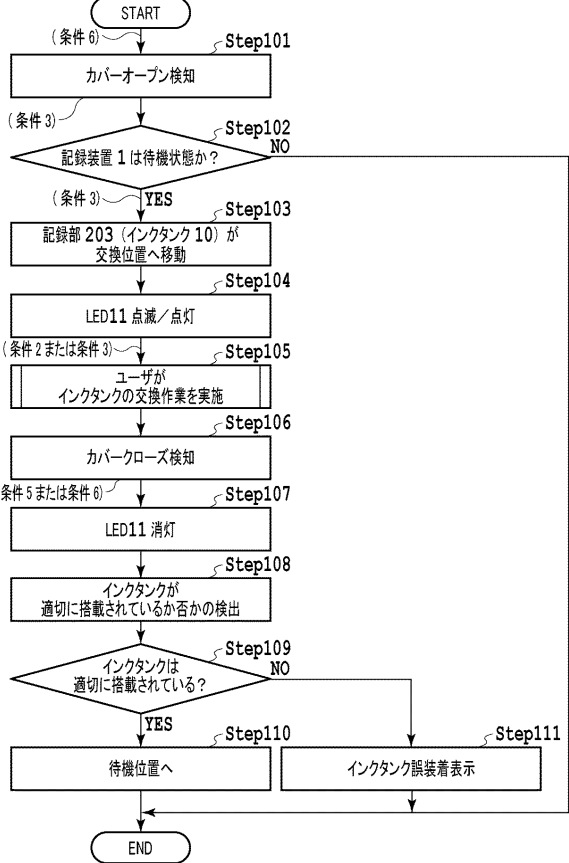 START
(条件 6)
Step101
カバーオープン検知
(条件 3)
Step102
記録装置 1 は待機状態か？
NO
(条件 3)
YES
Step103
記録部 203 (インクタンク 10) が
交換位置へ移動
Step104
LED11 点滅／点灯
(条件 2 または条件 3)
Step105
ユーザが
インクタンクの交換作業を実施
Step106
カバークローズ検知
条件 5 または条件 6)
Step107
LED11 消灯
Step108
インクタンクが
適切に搭載されているか否かの検出
Step109
インクタンクは
適切に搭載されている？
NO
YES
Step110
待機位置へ
Step111
インクタンク誤装着表示
END